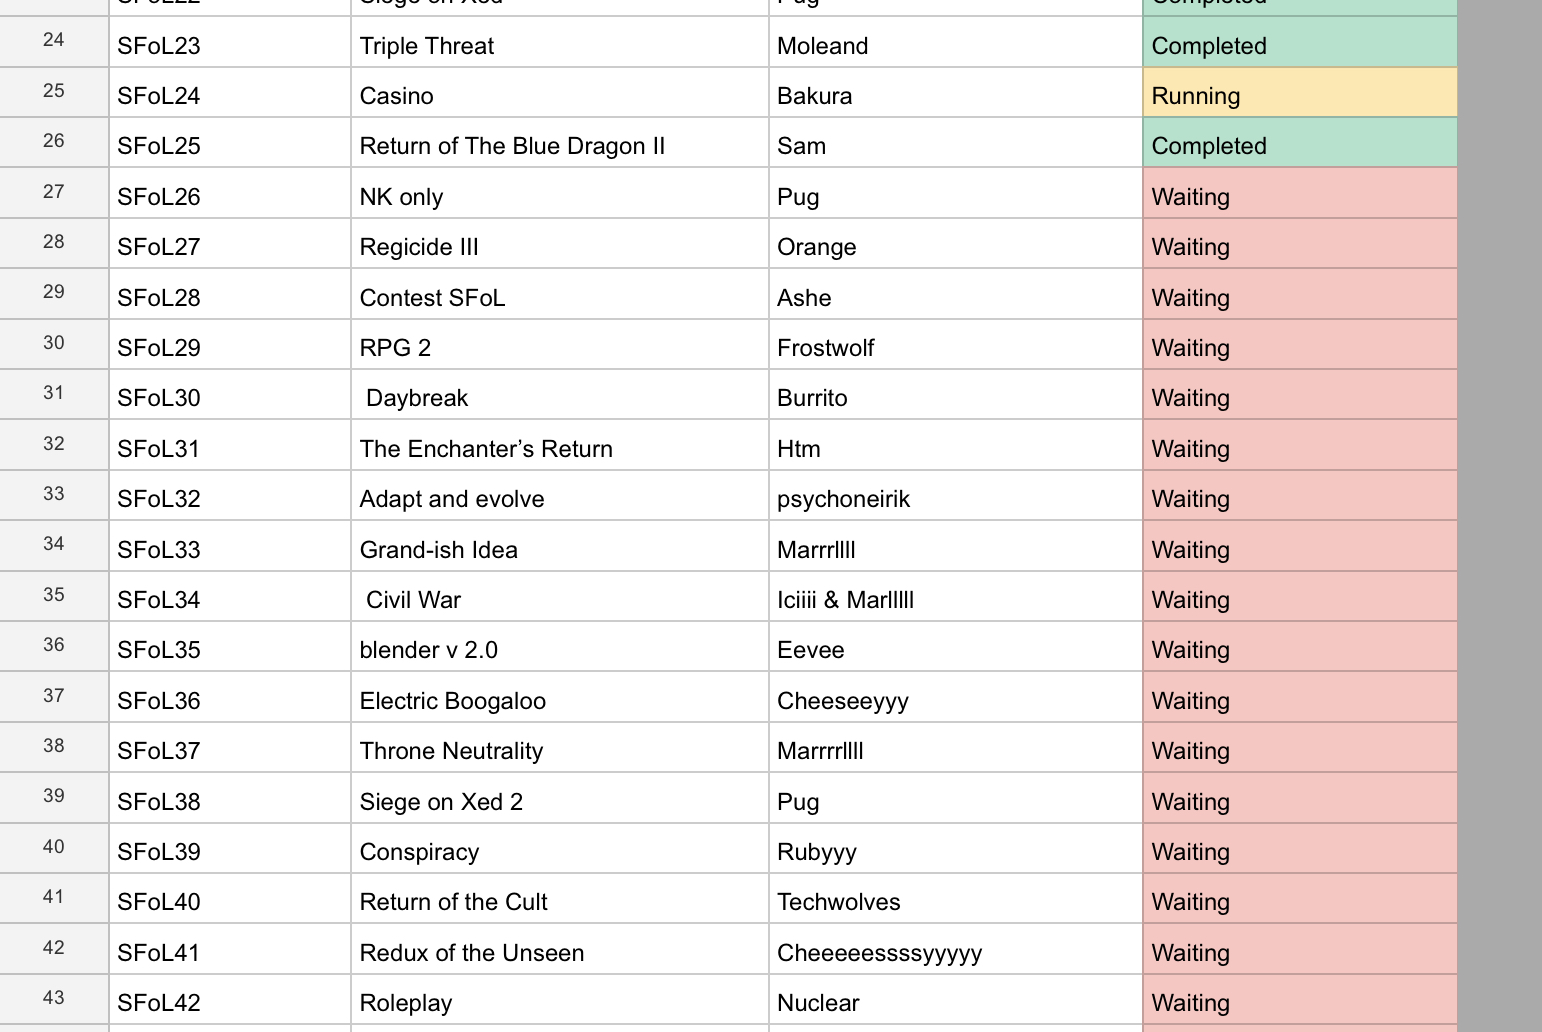 SFoL22 Siege on Xed Pug Completed
24 SFoL23 Triple Threat Moleand Completed
25 SFoL24 Casino Bakura Running
26 SFoL25 Return of The Blue Dragon II Sam Completed
27 SFoL26 NK only Pug Waiting
28 SFoL27 Regicide III Orange Waiting
29 SFoL28 Contest SFoL Ashe Waiting
30 SFoL29 RPG 2 Frostwolf Waiting
31 SFoL30 Daybreak Burrito Waiting
32 SFoL31 The Enchanter’s Return Htm Waiting
33 SFoL32 Adapt and evolve psychoneirik Waiting
34 SFoL33 Grand-ish Idea Marrrllll Waiting
35 SFoL34 Civil War Iciiii & Marlllll Waiting
36 SFoL35 blender v 2.0 Eevee Waiting
37 SFoL36 Electric Boogaloo Cheeseeyyy Waiting
38 SFoL37 Throne Neutrality Marrrrllll Waiting
39 SFoL38 Siege on Xed 2 Pug Waiting
40 SFoL39 Conspiracy Rubyyy Waiting
41 SFoL40 Return of the Cult Techwolves Waiting
42 SFoL41 Redux of the Unseen Cheeeeessssyyyyy Waiting
43 SFoL42 Roleplay Nuclear Waiting